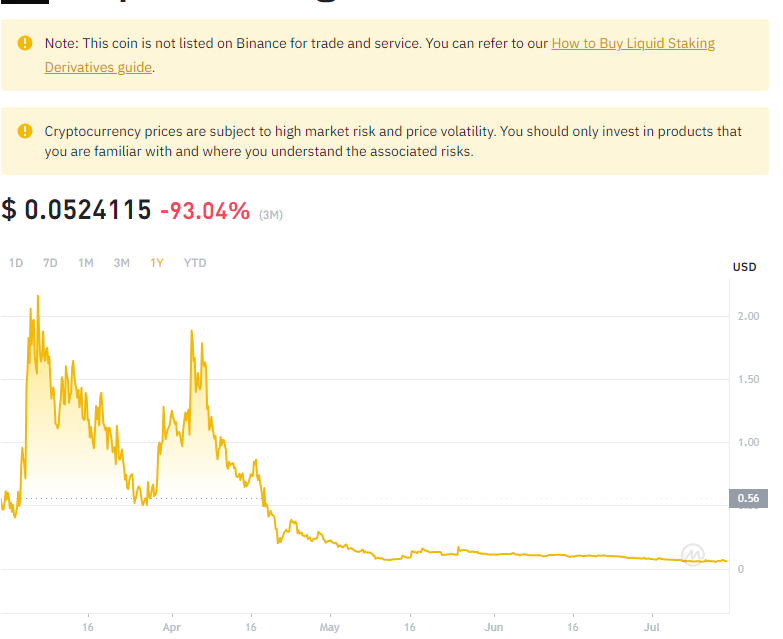 Note: This coin is not listed on Binance for trade and service. You can refer to our How to Buy Liquid Staking
Derivatives guide.
Cryptocurrency prices are subject to high market risk and price volatility. You should only invest in products that
you are familiar with and where you understand the associated risks.
$ 0.0524115 -93.04% (3M)
1D 7D 1M 3M 1Y YTD
USD
2.00
1.50
1.00
0.56
0
16 Apr 16 May 16 Jun 16 Jul